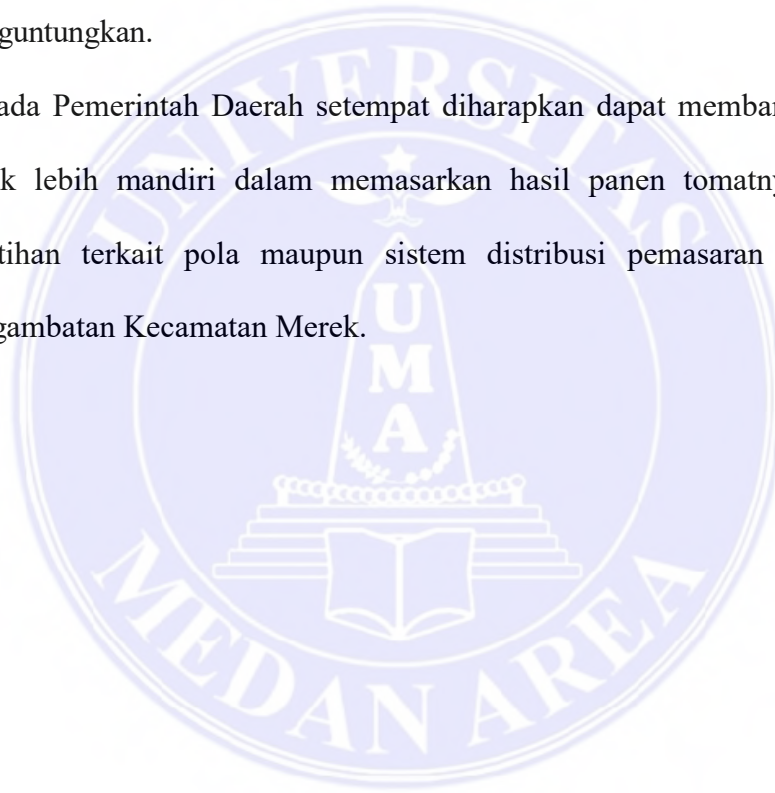 guntungkan.
ada Pemerintah Daerah setempat diharapkan dapat membar
k lebih mandiri dalam memasarkan hasil panen tomatny
tihan terkait pola maupun sistem distribusi pemasaran
gambatan Kecamatan Merek.
UNIVERSITAS
UMA
MEDAN AREA